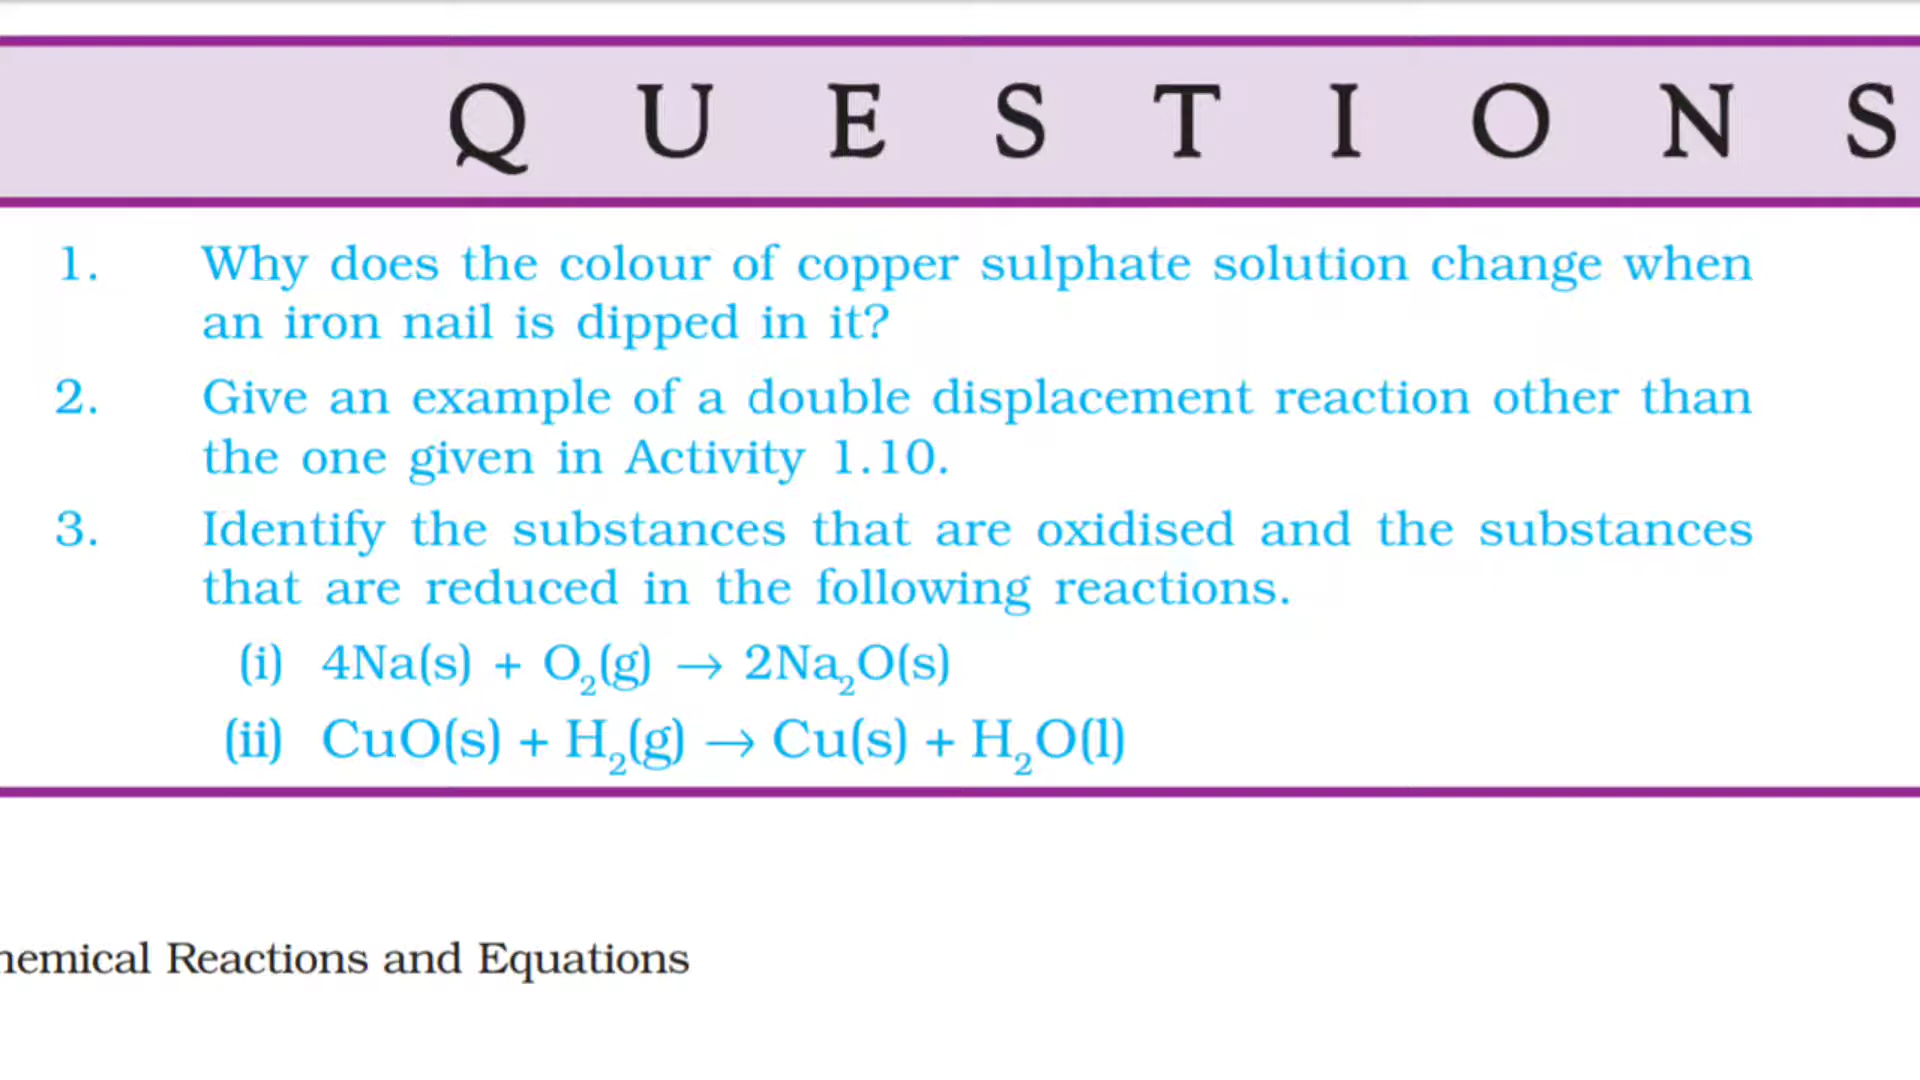 Q U E S T I O N S
1. Why does the colour of copper sulphate solution change when
an iron nail is dipped in it?
2. Give an example of a double displacement reaction other than
the one given in Activity 1.10.
3. Identify the substances that are oxidised and the substances
that are reduced in the following reactions.
(i) 4Na(s) + O₂(g) → 2Na₂O(s)
(ii) CuO(s) + H₂(g) → Cu(s) + H₂O(l)
hemical Reactions and Equations